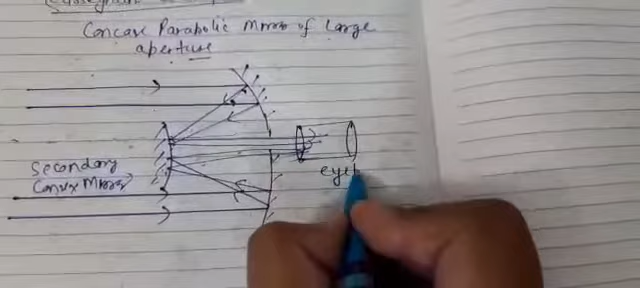 Concave Parabolic Mirror of large
aperture
Secondary
Convex Mirror
eye